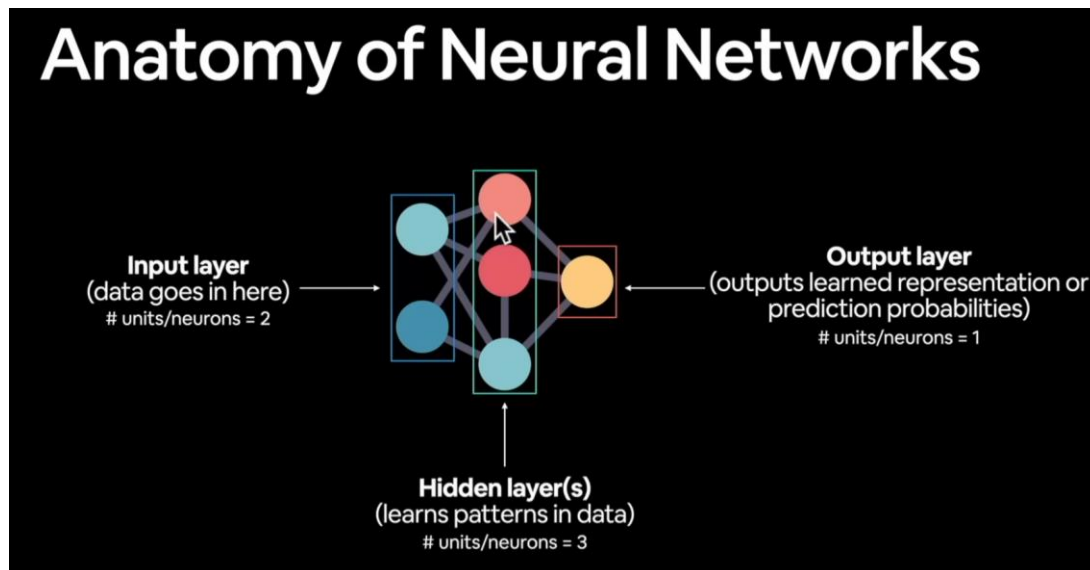 Anatomy of Neural Networks
Input layer
(data goes in here)
# units/neurons = 2
Output layer
(outputs learned representation or
prediction probabilities)
# units/neurons = 1
Hidden layer(s)
(learns patterns in data)
# units/neurons = 3